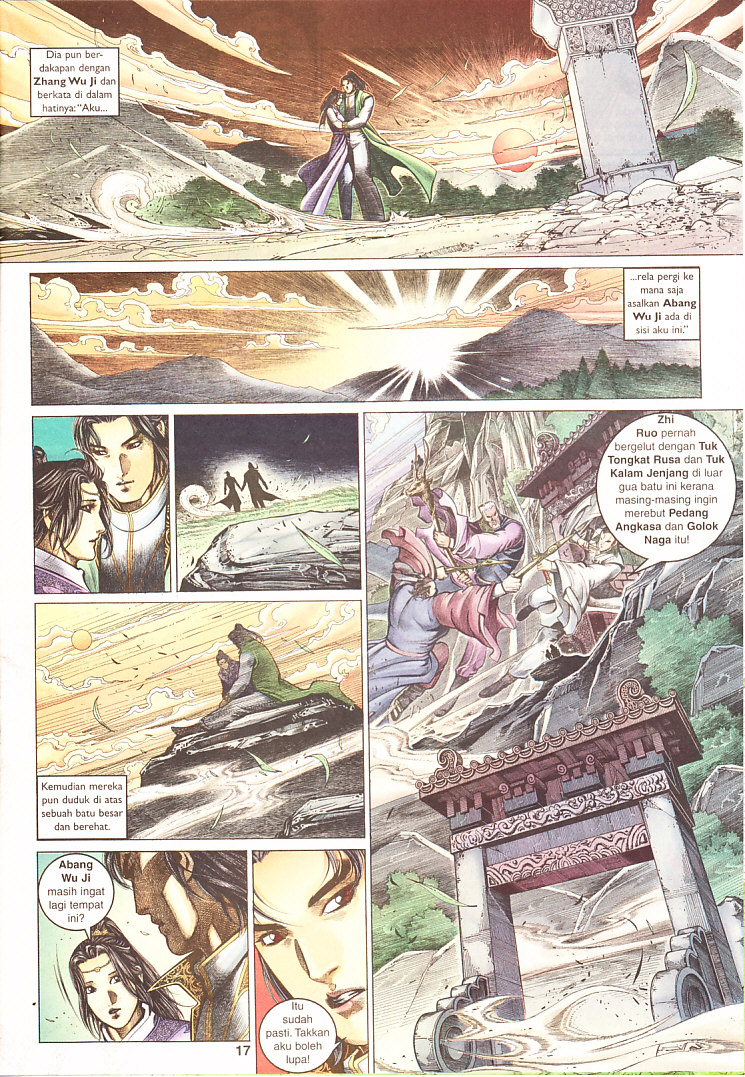 Dia pun ber-
dakapan dengan
Zhang Wu Ji dan
berkata di dalam
hatinya: "Aku...
...rela pergi ke
mana saja
asalkan Abang
Wu Ji ada di
sisi aku ini."
Zhi
Ruo pernah
bergelut dengan Tuk
Tongkat Rusa dan Tuk
Kalam Jenjang di luar
gua batu ini kerana
masing-masing ingin
merebut Pedang
Angkasa dan Golok
Naga itu!
Kemudian mereka
pun duduk di atas
sebuah batu besar
dan berehat.
Abang
Wu Ji
masih ingat
lagi tempat
ini?
Itu
sudah
pasti. Takkan
aku boleh
lupa!
17